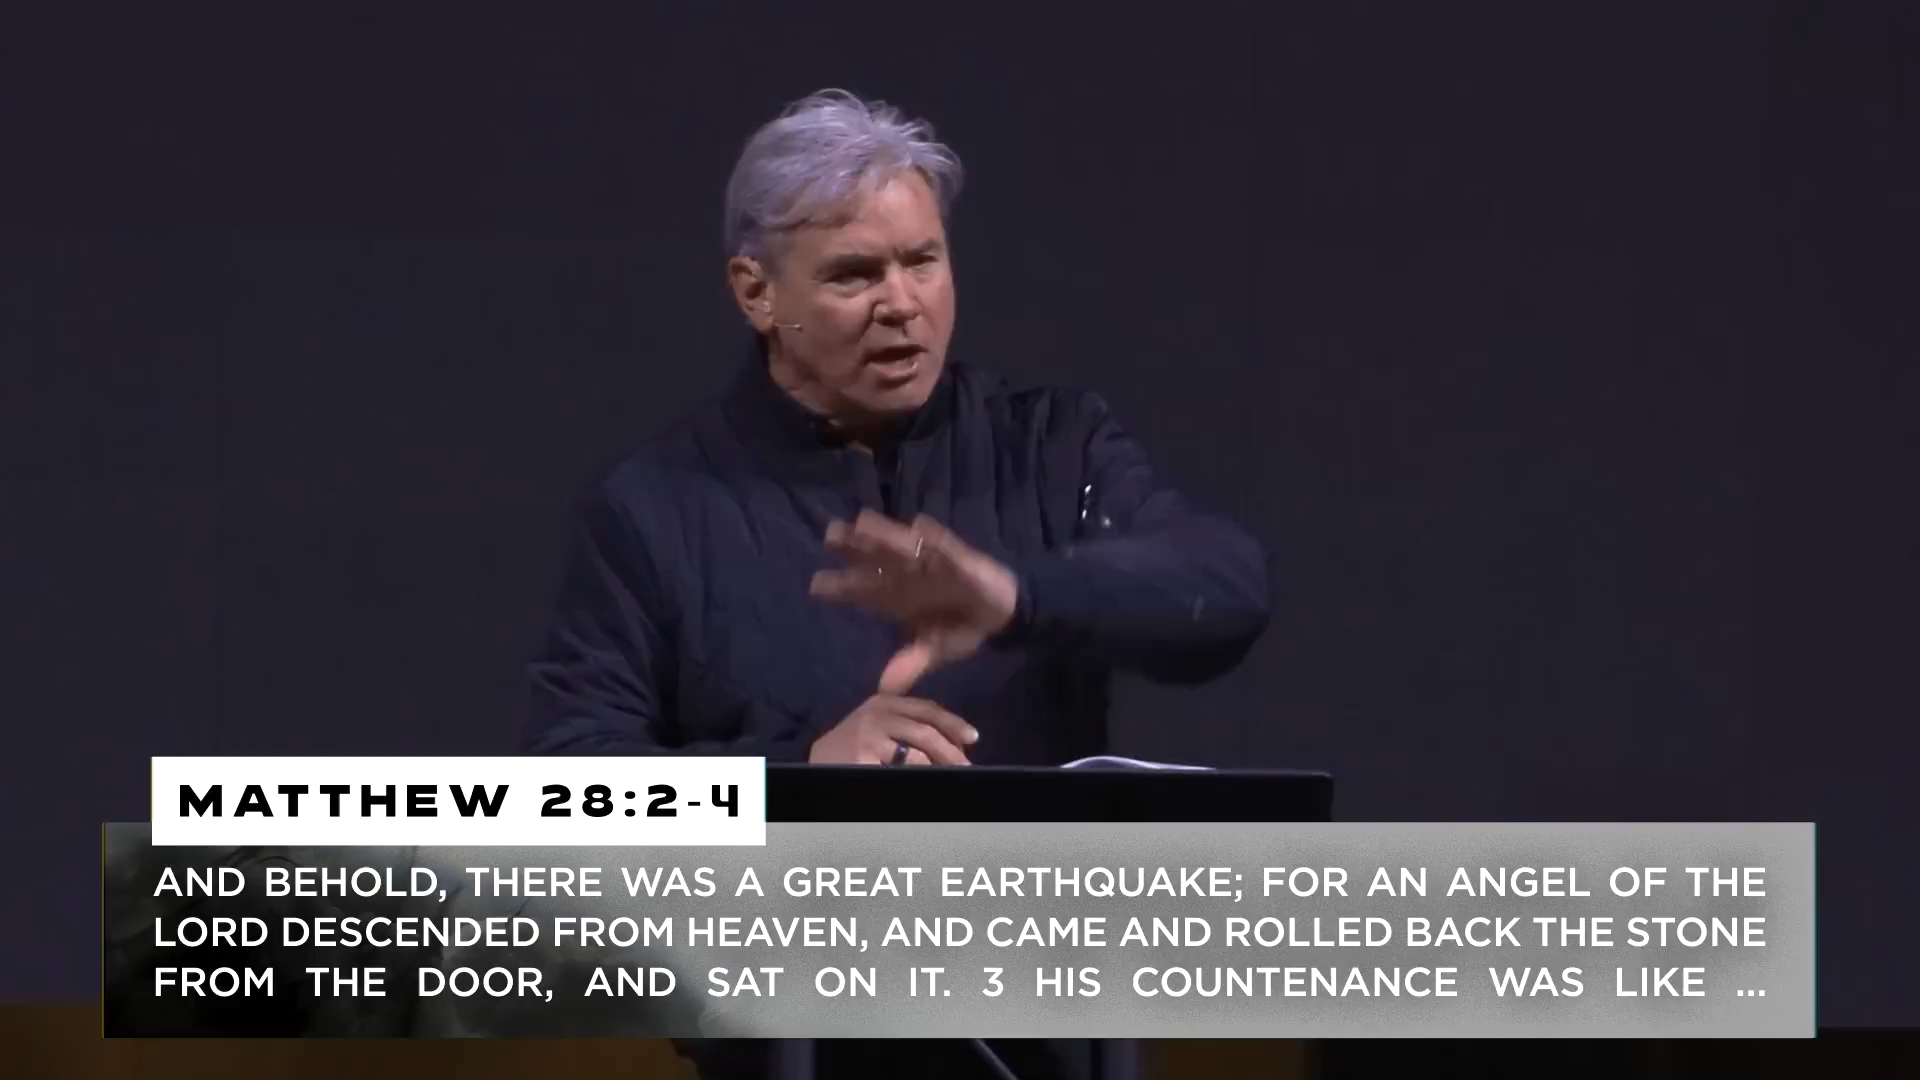 MATTHEW 28:2-4
AND BEHOLD, THERE WAS A GREAT EARTHQUAKE; FOR AN ANGEL OF THE
LORD DESCENDED FROM HEAVEN, AND CAME AND ROLLED BACK THE STONE
FROM THE DOOR, AND SAT ON IT. 3 HIS COUNTENANCE WAS LIKE ...